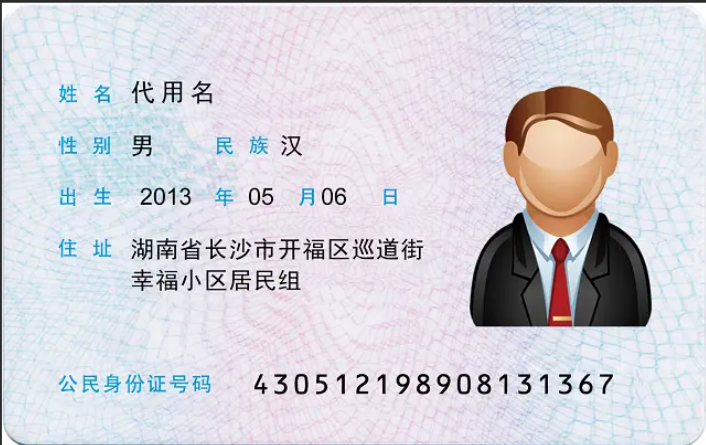 姓名 代用名
性别 男 民族 汉
出生 2013 年 05 月 06 日
住址 湖南省长沙市开福区巡道街
幸福小区居民组
公民身份证号码 430512198908131367